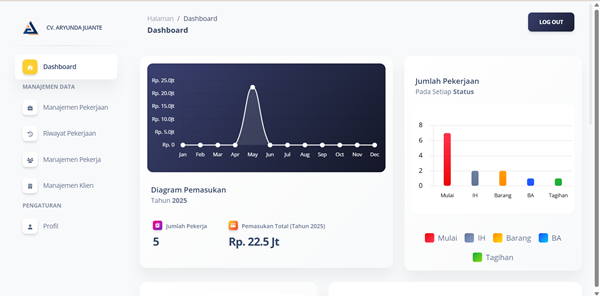 CV. ARYUNDA JUANTE
Dashboard
MANAJEMEN DATA
Manajemen Pekerjaan
Riwayat Pekerjaan
Manajemen Pekerja
Manajemen Klien
PENGATURAN
Profil
Halaman / Dashboard
Dashboard
LOG OUT
Rp. 25.0Jt
Rp. 20.0Jt
Rp. 15.0Jt
Rp. 10.0Jt
Rp. 5.0Jt
Rp. 0
Jan Feb Mar Apr May Jun Jul Aug Sep Oct Nov Dec
Diagram Pemasukan
Tahun 2025
Jumlah Pekerja
5
Pemasukan Total (Tahun 2025)
Rp. 22.5 Jt
Jumlah Pekerjaan
Pada Setiap Status
8
6
4
2
0
Mulai IH Barang BA Tagihan
Mulai IH Barang BA
Tagihan